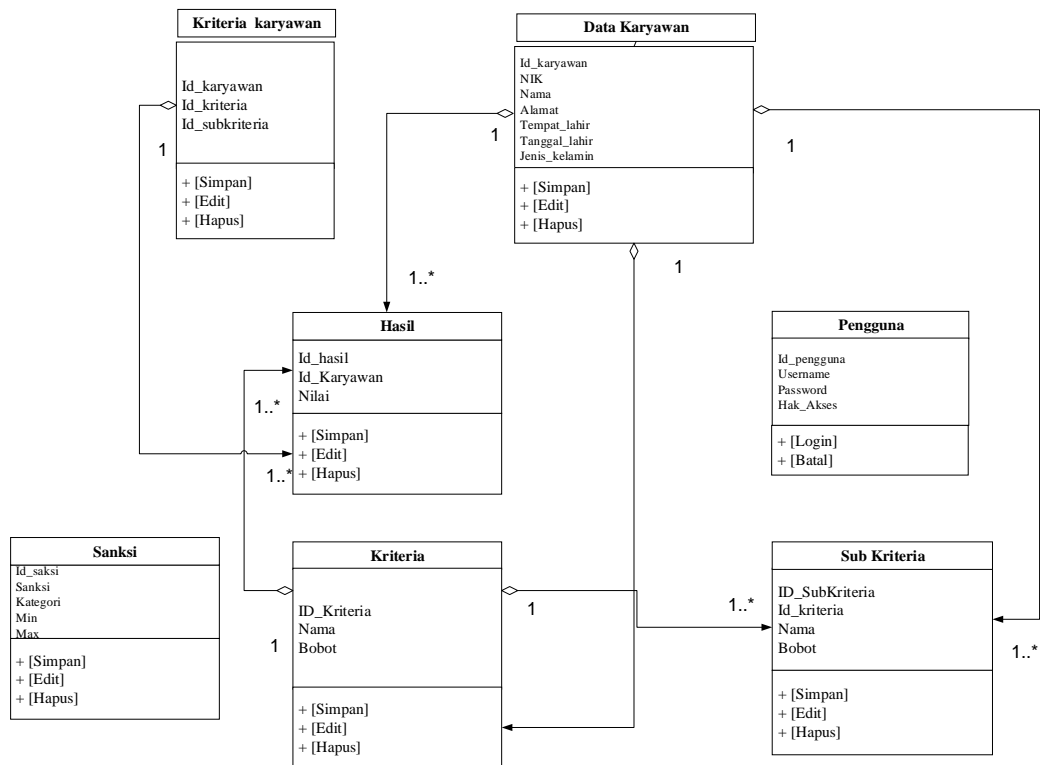 Kriteria karyawan
Id_karyawan
Id_kriteria
Id_subkriteria
+ [Simpan]
+ [Edit]
+ [Hapus]
1
Data Karyawan
Id_karyawan
NIK
Nama
Alamat
Tempat_lahir
Tanggal_lahir
Jenis_kelamin
+ [Simpan]
+ [Edit]
+ [Hapus]
1
1
1
1..*
Hasil
Id_hasil
Id_Karyawan
Nilai
+ [Simpan]
+ [Edit]
+ [Hapus]
1..*
1..*
Pengguna
Id_pengguna
Username
Password
Hak_Akses
+ [Login]
+ [Batal]
Sanksi
Id_saksi
Sanksi
Kategori
Min
Max
+ [Simpan]
+ [Edit]
+ [Hapus]
Kriteria
ID_Kriteria
Nama
Bobot
+ [Simpan]
+ [Edit]
+ [Hapus]
1
1
1..*
Sub Kriteria
ID_SubKriteria
Id_kriteria
Nama
Bobot
+ [Simpan]
+ [Edit]
+ [Hapus]
1..*